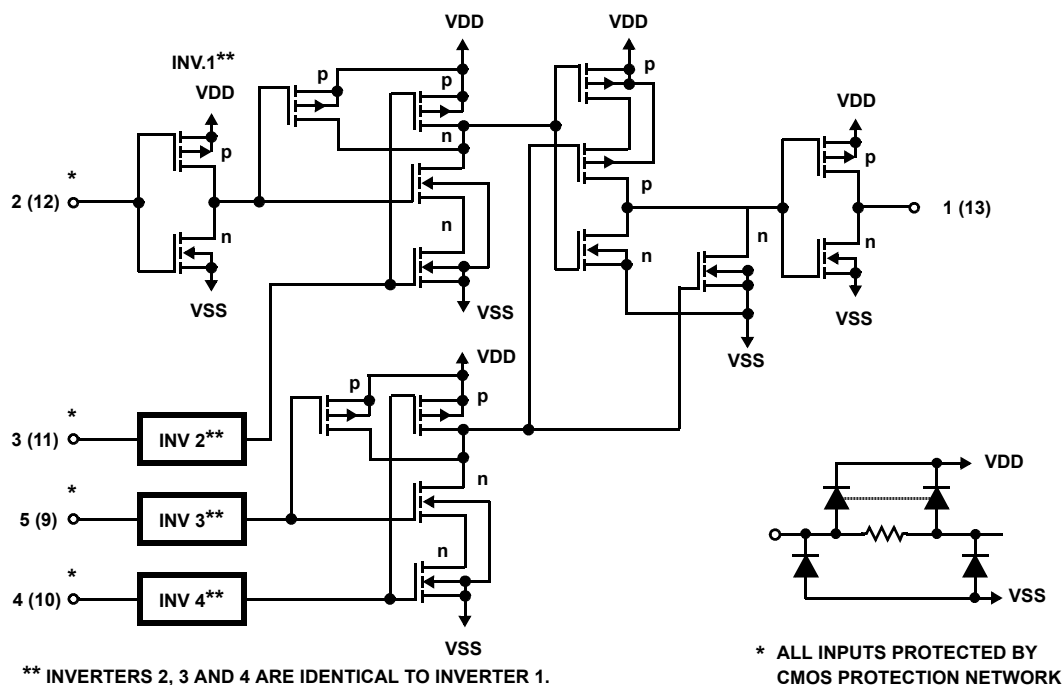 VDD
VDD
INV.1**
p
p
p
VDD
VDD
p
n
p
*
2 (12)
p
1 (13)
n
n
n
n
n
VSS
VSS
VSS
VSS
VDD
p
p
*
3 (11)
INV 2**
n
VDD
*
5 (9)
INV 3**
n
*
4 (10)
INV 4**
VSS
VSS
* ALL INPUTS PROTECTED BY
CMOS PROTECTION NETWORK
** INVERTERS 2, 3 AND 4 ARE IDENTICAL TO INVERTER 1.